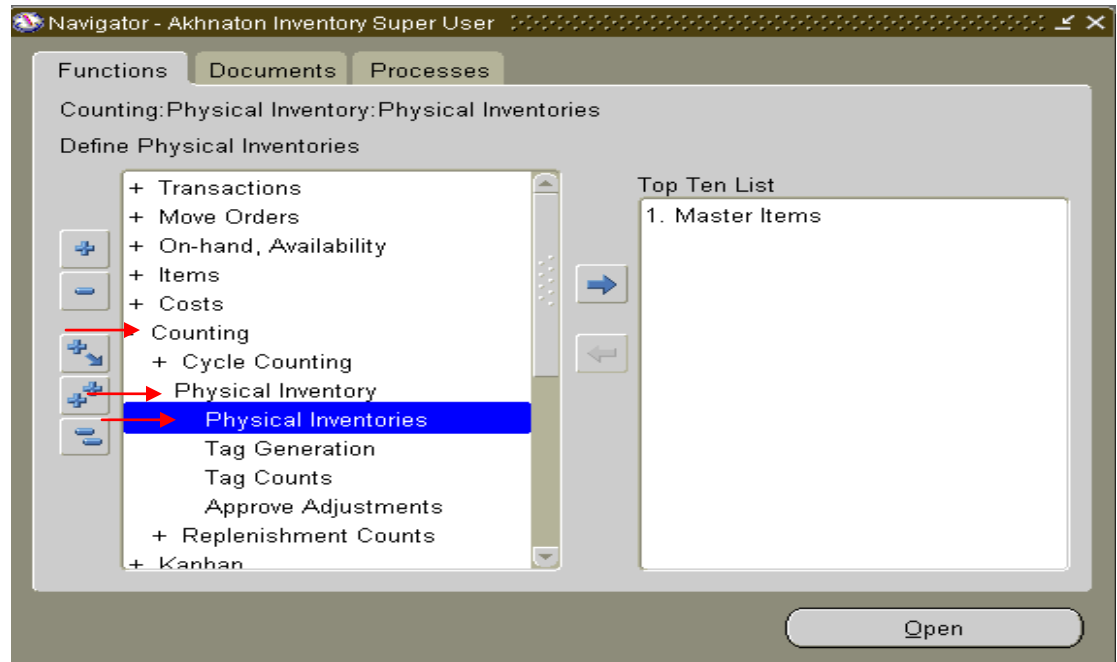 Navigator - Akhnaton Inventory Super User
Functions Documents Processes
Counting:Physical Inventory:Physical Inventories
Define Physical Inventories
+ Transactions
+ Move Orders
+ On-hand, Availability
+ Items
+ Costs
Counting
+ Cycle Counting
Physical Inventory
Physical Inventories
Tag Generation
Tag Counts
Approve Adjustments
+ Replenishment Counts
+ Kanban
Top Ten List
1. Master Items
Open